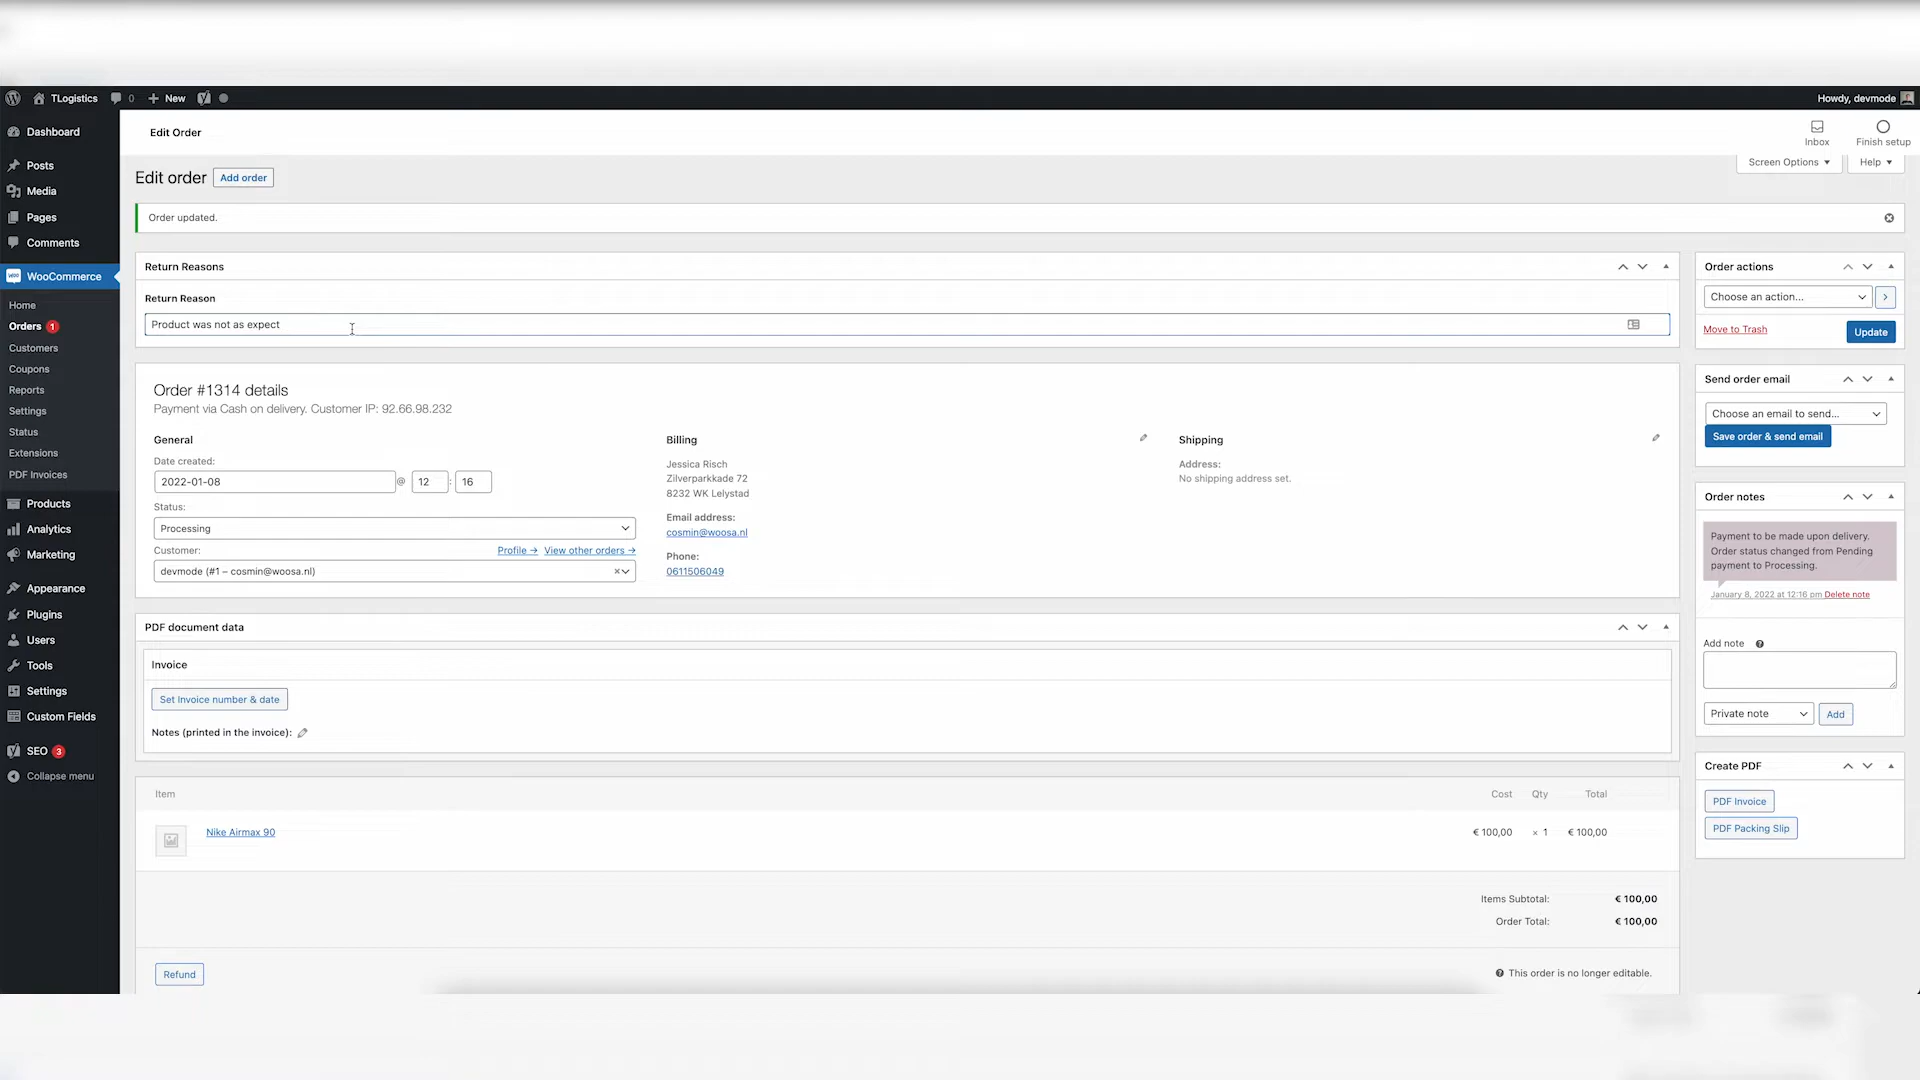 TLogistics
0
New
Howdy, devmode
Dashboard
Posts
Media
Pages
Comments
WooCommerce
Home
Orders 1
Customers
Coupons
Reports
Settings
Status
Extensions
PDF Invoices
Products
Analytics
Marketing
Appearance
Plugins
Users
Tools
Settings
Custom Fields
SEO 3
Collapse menu
Edit Order
Inbox
Finish setup
Screen Options
Help
Edit order
Add order
Order updated.
Return Reasons
Return Reason
Product was not as expect
Order #1314 details
Payment via Cash on delivery. Customer IP: 92.66.98.232
General
Date created:
2022-01-08 @ 12 : 16
Status:
Processing
Customer:
Profile →
View other orders →
devmode (#1 – cosmin@woosa.nl)
×
Billing
Jessica Risch
Zilverparkkade 72
8232 WK Lelystad
Email address:
cosmin@woosa.nl
Phone:
0611506049
Shipping
Address:
No shipping address set.
PDF document data
Invoice
Set Invoice number & date
Notes (printed in the invoice):
Item
Cost
Qty
Total
Nike Airmax 90
€ 100,00
× 1
€ 100,00
Items Subtotal:
€ 100,00
Order Total:
€ 100,00
Refund
This order is no longer editable.
Order actions
Choose an action...
Move to Trash
Update
Send order email
Choose an email to send...
Save order & send email
Order notes
Payment to be made upon delivery.
Order status changed from Pending
payment to Processing.
January 8, 2022 at 12:16 pm Delete note
Add note
Private note
Add
Create PDF
PDF Invoice
PDF Packing Slip